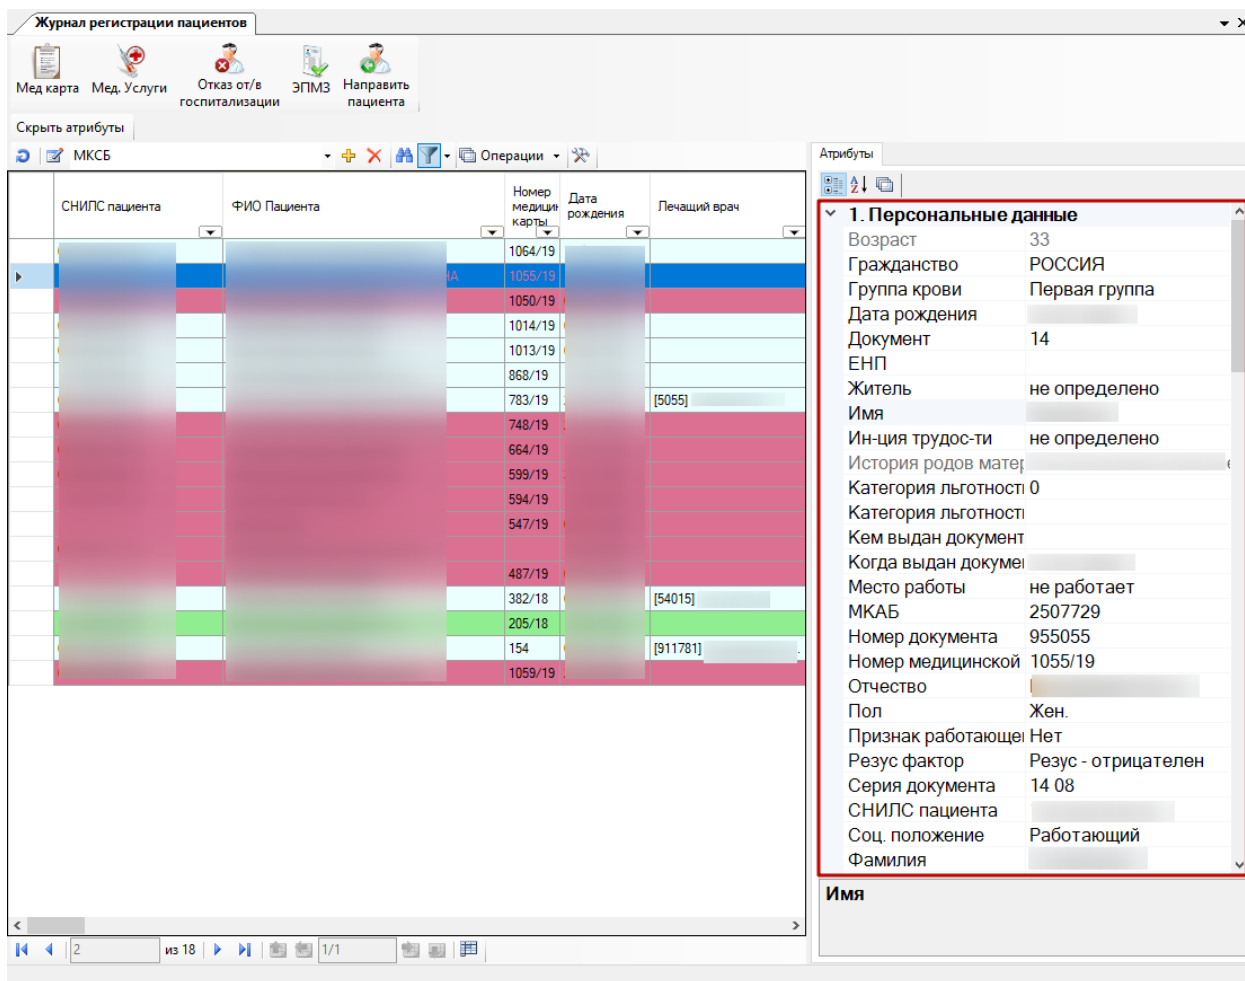 Журнал регистрации пациентов
Мед карта Мед. Услуги Отказ от/в госпитализации ЭПМЗ Направить пациента
Скрыть атрибуты
МКСБ Операции
СНИЛС пациента ФИО Пациента Номер медицин карты Дата рождения Лечащий врач
1064/19
НА 1055/19
1050/19
1014/19
1013/19
868/19
783/19 [5055]
748/19
664/19
599/19
594/19
547/19
487/19
382/18 [54015]
205/18
154 [911781]
1059/19
2 из 18 1/1
Атрибуты
1. Персональные данные
Возраст 33
Гражданство РОССИЯ
Группа крови Первая группа
Дата рождения
Документ 14
ЕНП
Житель не определено
Имя
Ин-ция трудос-ти не определено
История родов матер
Категория льготност 0
Категория льготност
Кем выдан документ
Когда выдан докуме
Место работы не работает
МКАБ 2507729
Номер документа 955055
Номер медицинской 1055/19
Отчество
Пол Жен.
Признак работающе Нет
Резус фактор Резус - отрицателен
Серия документа 14 08
СНИЛС пациента
Соц. положение Работающий
Фамилия
Имя